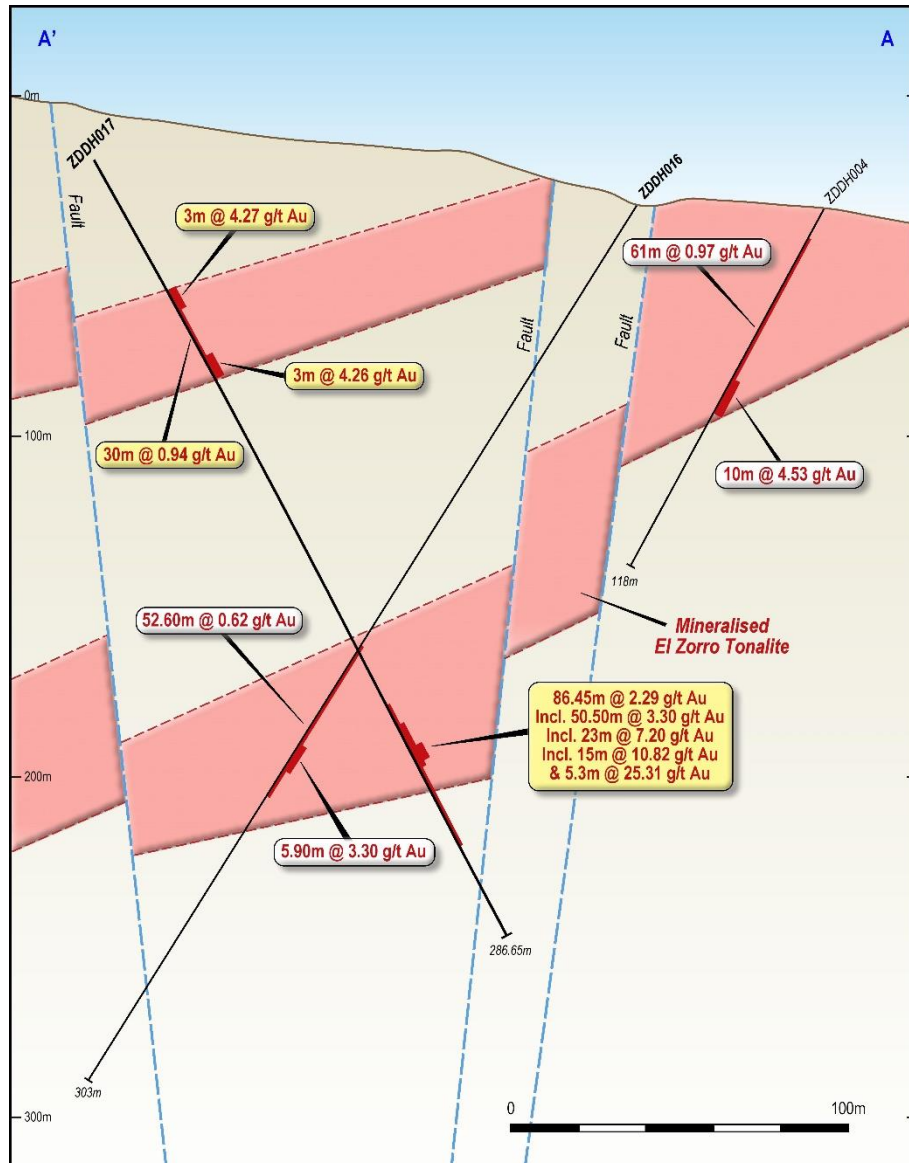 A'
A
0m
ZDDH017
ZDDH016
ZDDH004
Fault
3m @ 4.27 g/t Au
61m @ 0.97 g/t Au
Fault
Fault
3m @ 4.26 g/t Au
30m @ 0.94 g/t Au
100m
10m @ 4.53 g/t Au
118m
52.60m @ 0.62 g/t Au
Mineralised
El Zorro Tonalite
86.45m @ 2.29 g/t Au
Incl. 50.50m @ 3.30 g/t Au
Incl. 23m @ 7.20 g/t Au
Incl. 15m @ 10.82 g/t Au
& 5.3m @ 25.31 g/t Au
200m
5.90m @ 3.30 g/t Au
286.65m
303m
300m
0
100m